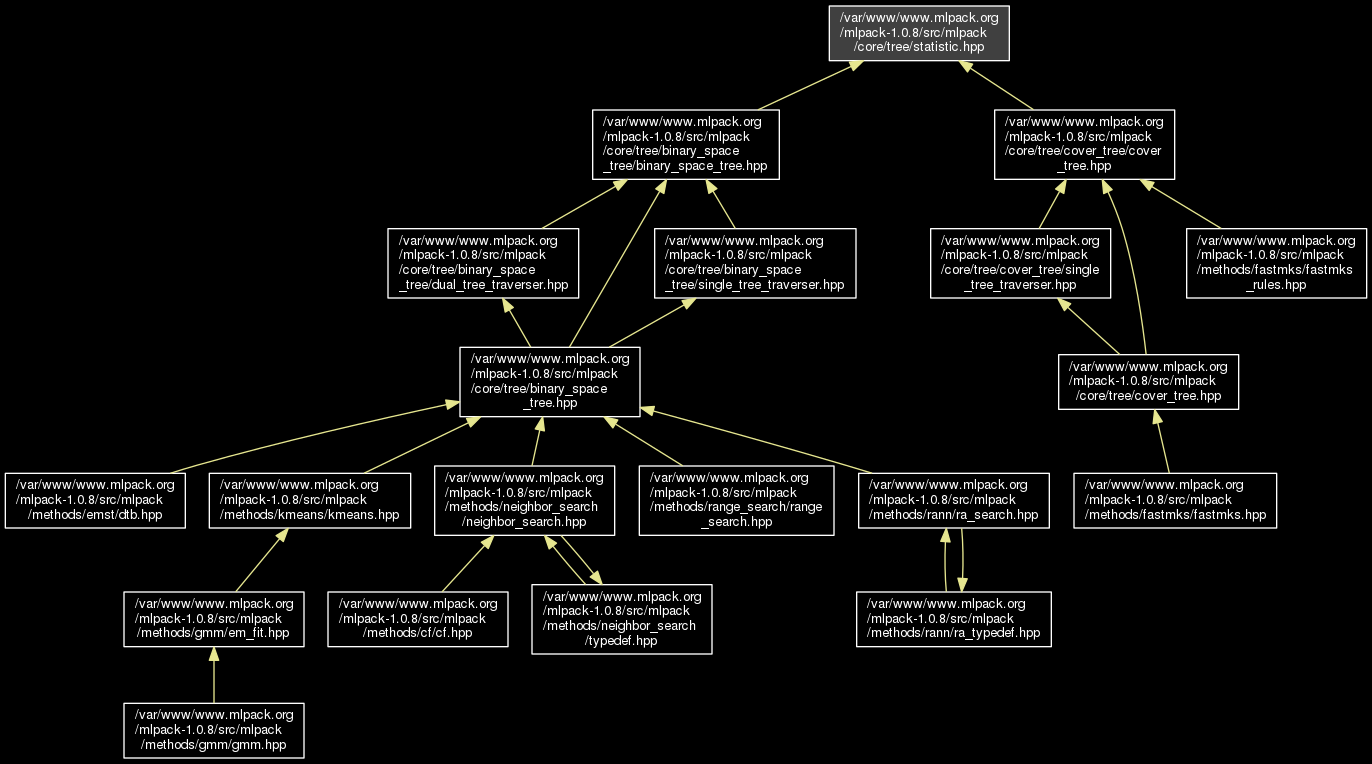 /var/www/www.mlpack.org
/mlpack-1.0.8/src/mlpack
/core/tree/statistic.hpp
/var/www/www.mlpack.org
/mlpack-1.0.8/src/mlpack
/core/tree/binary_space
_tree/binary_space_tree.hpp
/var/www/www.mlpack.org
/mlpack-1.0.8/src/mlpack
/core/tree/cover_tree/cover
_tree.hpp
/var/www/www.mlpack.org
/mlpack-1.0.8/src/mlpack
/core/tree/binary_space
_tree/dual_tree_traverser.hpp
/var/www/www.mlpack.org
/mlpack-1.0.8/src/mlpack
/core/tree/binary_space
_tree/single_tree_traverser.hpp
/var/www/www.mlpack.org
/mlpack-1.0.8/src/mlpack
/core/tree/cover_tree/single
_tree_traverser.hpp
/var/www/www.mlpack.org
/mlpack-1.0.8/src/mlpack
/methods/fastmks/fastmks
_rules.hpp
/var/www/www.mlpack.org
/mlpack-1.0.8/src/mlpack
/core/tree/binary_space
_tree.hpp
/var/www/www.mlpack.org
/mlpack-1.0.8/src/mlpack
/core/tree/cover_tree.hpp
/var/www/www.mlpack.org
/mlpack-1.0.8/src/mlpack
/methods/emst/dtb.hpp
/var/www/www.mlpack.org
/mlpack-1.0.8/src/mlpack
/methods/kmeans/kmeans.hpp
/var/www/www.mlpack.org
/mlpack-1.0.8/src/mlpack
/methods/neighbor_search
/neighbor_search.hpp
/var/www/www.mlpack.org
/mlpack-1.0.8/src/mlpack
/methods/range_search/range
_search.hpp
/var/www/www.mlpack.org
/mlpack-1.0.8/src/mlpack
/methods/rann/ra_search.hpp
/var/www/www.mlpack.org
/mlpack-1.0.8/src/mlpack
/methods/fastmks/fastmks.hpp
/var/www/www.mlpack.org
/mlpack-1.0.8/src/mlpack
/methods/gmm/em_fit.hpp
/var/www/www.mlpack.org
/mlpack-1.0.8/src/mlpack
/methods/cf/cf.hpp
/var/www/www.mlpack.org
/mlpack-1.0.8/src/mlpack
/methods/neighbor_search
/typedef.hpp
/var/www/www.mlpack.org
/mlpack-1.0.8/src/mlpack
/methods/rann/ra_typedef.hpp
/var/www/www.mlpack.org
/mlpack-1.0.8/src/mlpack
/methods/gmm/gmm.hpp